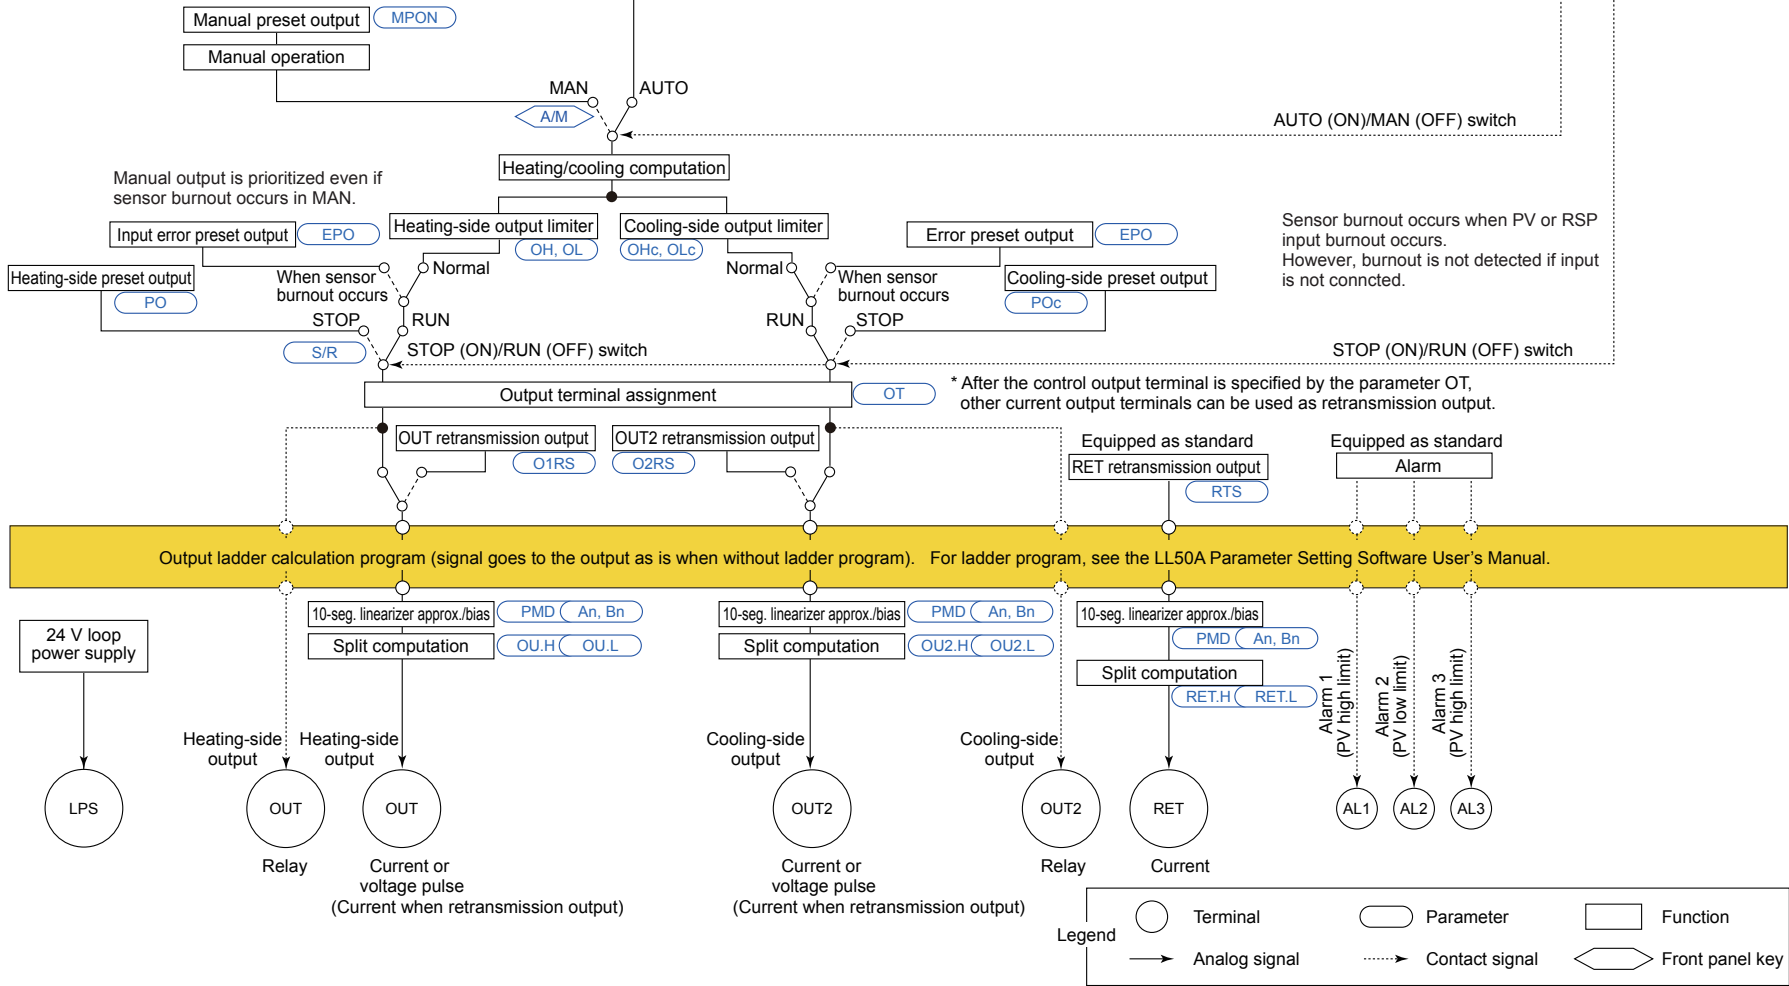 Manual preset output
MPON
Manual operation
MAN
AUTO
A/M
AUTO (ON)/MAN (OFF) switch
Heating/cooling computation
Manual output is prioritized even if
sensor burnout occurs in MAN.
Input error preset output
EPO
Heating-side output limiter
OH, OL
Cooling-side output limiter
OHc, OLc
Error preset output
EPO
Sensor burnout occurs when PV or RSP
input burnout occurs.
However, burnout is not detected if input
is not conncted.
Heating-side preset output
PO
When sensor
burnout occurs
Normal
Normal
When sensor
burnout occurs
Cooling-side preset output
POc
STOP
RUN
RUN
STOP
S/R
STOP (ON)/RUN (OFF) switch
STOP (ON)/RUN (OFF) switch
Output terminal assignment
OT
* After the control output terminal is specified by the parameter OT,
other current output terminals can be used as retransmission output.
OUT retransmission output
O1RS
OUT2 retransmission output
O2RS
Equipped as standard
RET retransmission output
RTS
Equipped as standard
Alarm
Output ladder calculation program (signal goes to the output as is when without ladder program). For ladder program, see the LL50A Parameter Setting Software User's Manual.
24 V loop
power supply
10-seg. linearizer approx./bias
PMD
An, Bn
Split computation
OU.H
OU.L
10-seg. linearizer approx./bias
PMD
An, Bn
Split computation
OU2.H
OU2.L
10-seg. linearizer approx./bias
PMD
An, Bn
Split computation
RET.H
RET.L
Alarm 1
(PV high limit)
Alarm 2
(PV low limit)
Alarm 3
(PV high limit)
Heating-side
output
Heating-side
output
Cooling-side
output
Cooling-side
output
LPS
OUT
OUT
OUT2
OUT2
RET
AL1
AL2
AL3
Relay
Current or
voltage pulse
(Current when retransmission output)
Current or
voltage pulse
(Current when retransmission output)
Relay
Current
Legend
Terminal
Parameter
Function
Analog signal
Contact signal
Front panel key